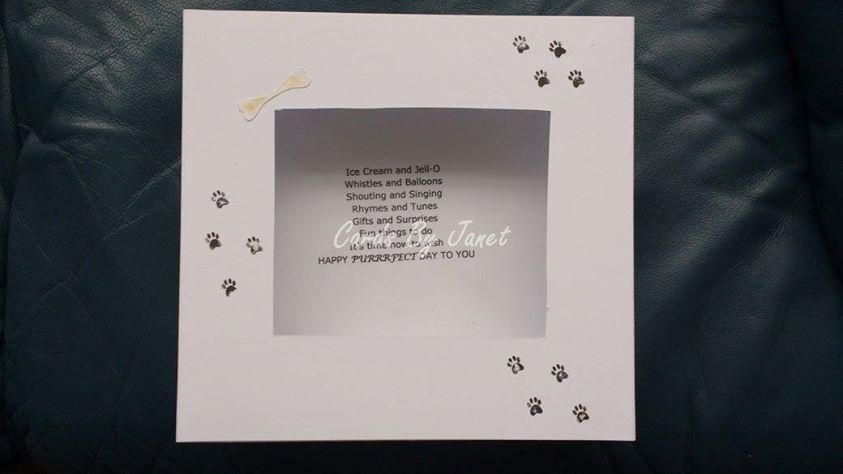 Ice Cream and Jell-O
Whistles and Balloons
Shouting and Singing
Rhymes and Tunes
Gifts and Surprises
Fun things to do
It's time now to wish
HAPPY PURRRFECT DAY TO YOU
Cards By Janet